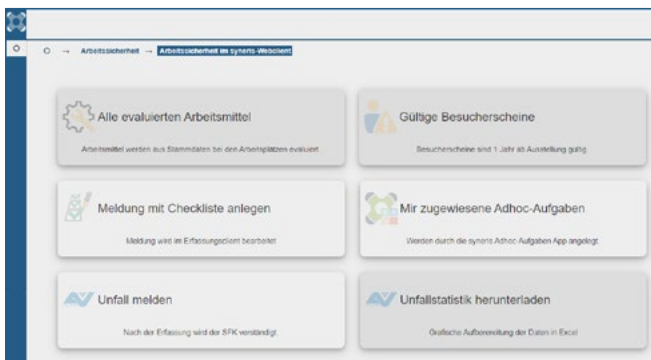 → Arbeitssicherheit → Arbeitssicherheit im syneris-Webclient
Alle evaluierten Arbeitsmittel
Arbeitsmittel werden aus Stammdaten bei den Arbeitsplätzen evaluiert.
Gültige Besucherscheine
Besucherscheine sind 1 Jahr ab Ausstellung gültig.
Meldung mit Checkliste anlegen
Meldung wird im Erfassungsclient bearbeitet
Mir zugewiesene Adhoc-Aufgaben
Werden durch die syneris Adhoc-Aufgaben App angelegt.
Unfall melden
Nach der Erfassung wird der SFK verständigt.
Unfallstatistik herunterladen
Grafische Aufbereitung der Daten in Excel